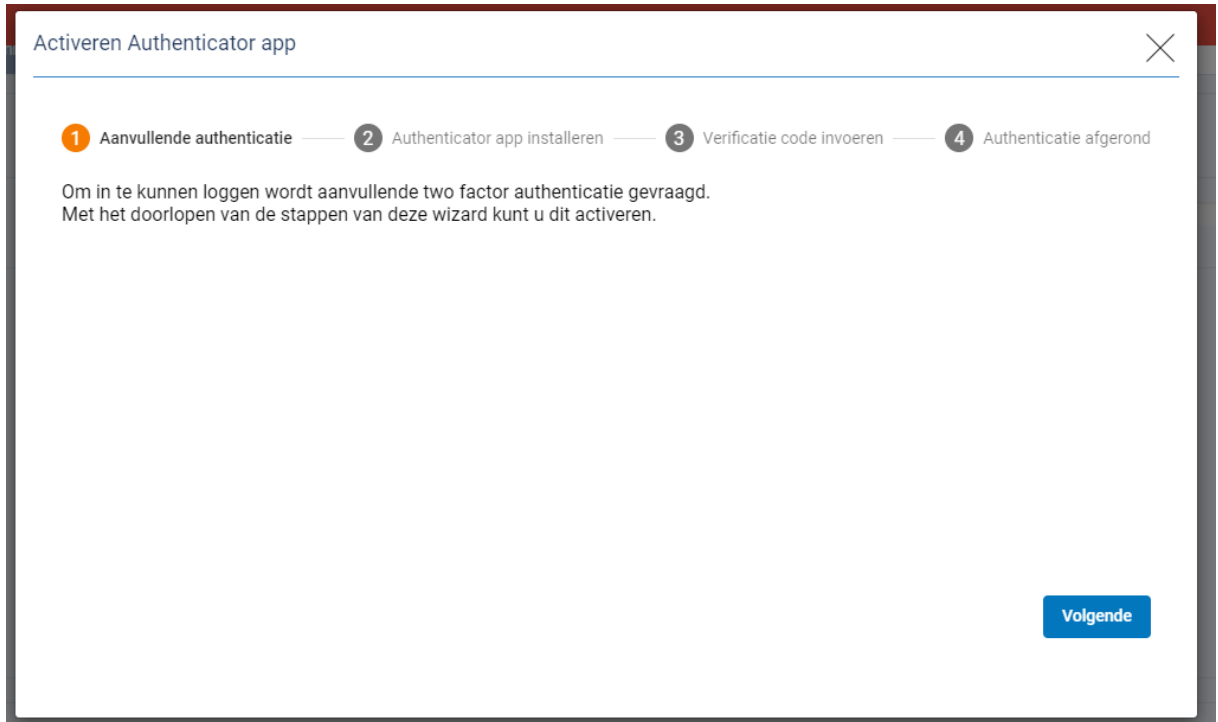 Activeren Authenticator app
1 Aanvullende authenticatie 2 Authenticator app installeren 3 Verificatie code invoeren 4 Authenticatie afgerond
Om in te kunnen loggen wordt aanvullende two factor authenticatie gevraagd.
Met het doorlopen van de stappen van deze wizard kunt u dit activeren.
Volgende